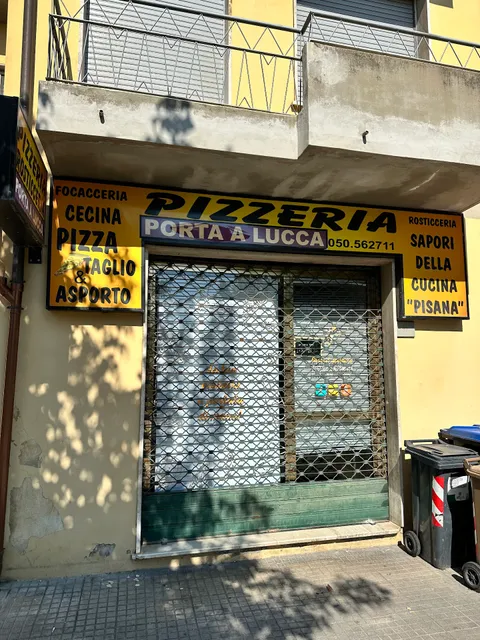 FOCACCERIA
CECINA
PIZZA
TAGLIO
&
ASPORTO
PIZZERIA
PORTA A LUCCA
050.562711
ROSTICCERIA
SAPORI
DELLA
CUCINA
"PISANA"